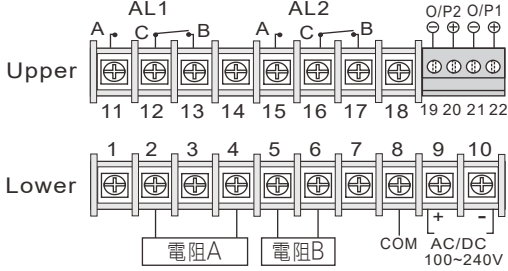 AL1 AL2 O/P2 O/P1
A C B A C B ⊖ ⊕ ⊖ ⊕
Upper
11 12 13 14 15 16 17 18 19 20 21 22
1 2 3 4 5 6 7 8 9 10
Lower
+ -
電阻A 電阻B COM AC/DC
100~240V